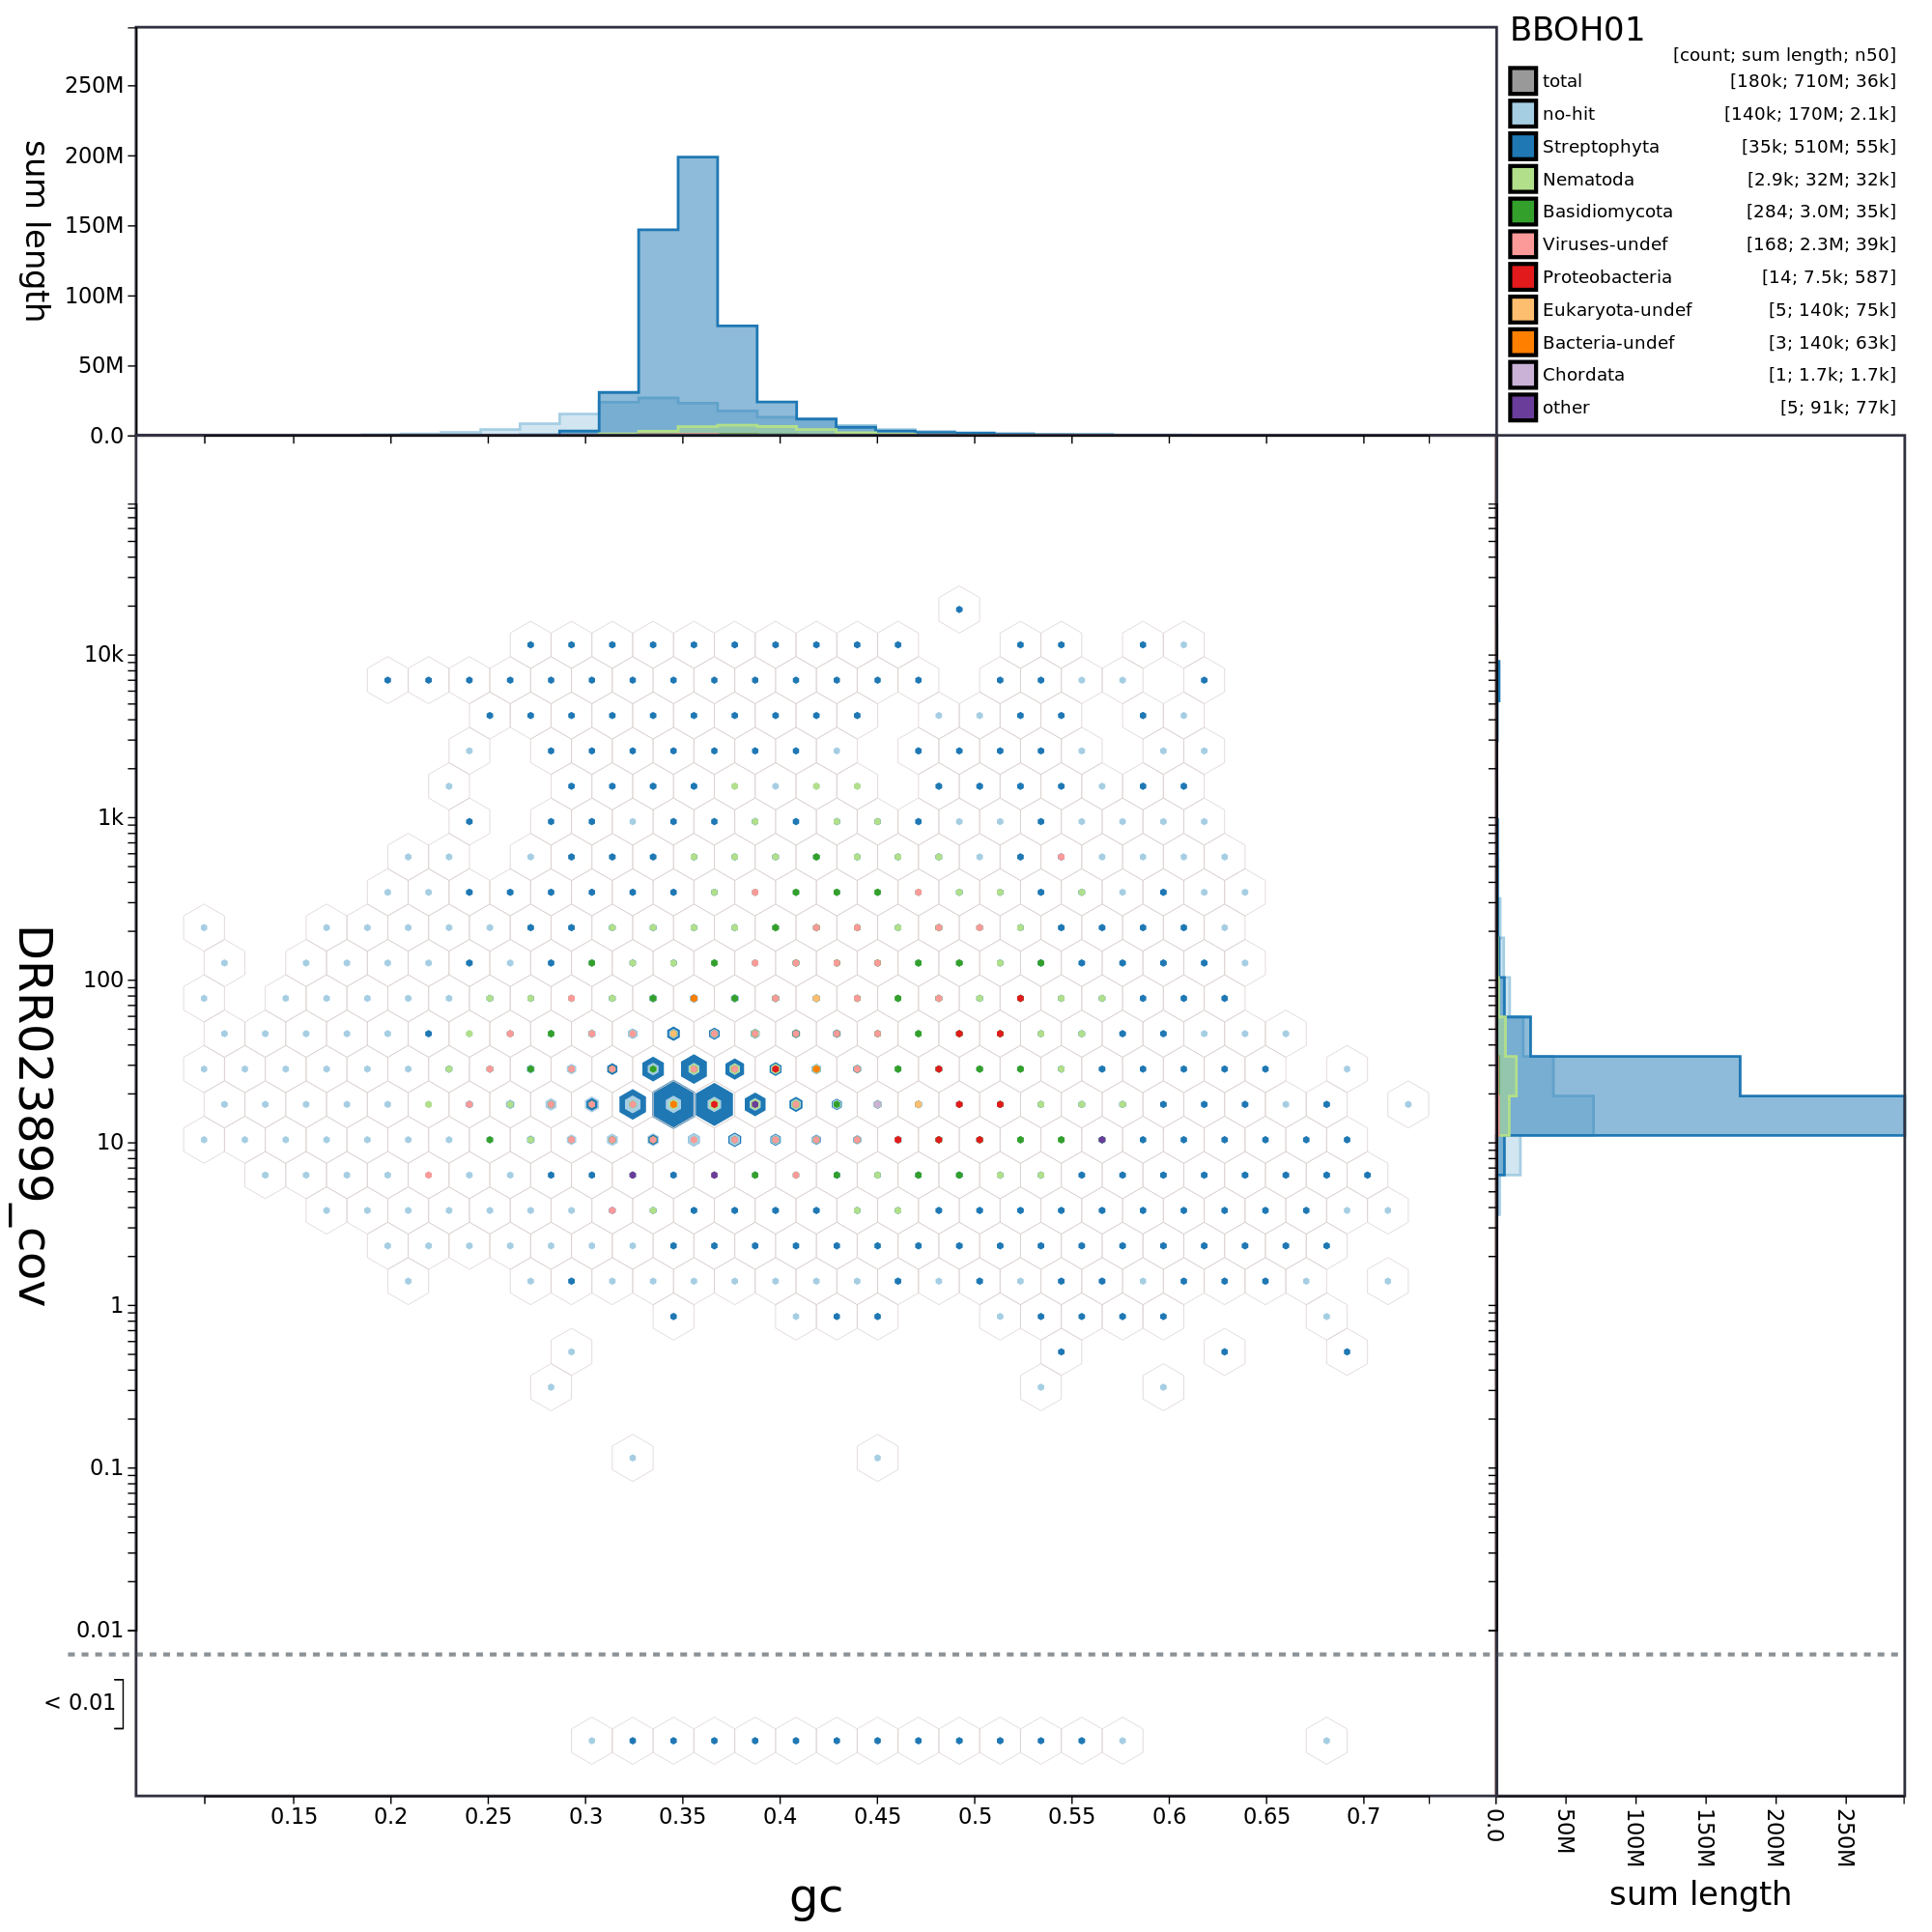 BBOH01
[count; sum length; n50]
total [180k; 710M; 36k]
no-hit [140k; 170M; 2.1k]
Streptophyta [35k; 510M; 55k]
Nematoda [2.9k; 32M; 32k]
Basidiomycota [284; 3.0M; 35k]
Viruses-undef [168; 2.3M; 39k]
Proteobacteria [14; 7.5k; 587]
Eukaryota-undef [5; 140k; 75k]
Bacteria-undef [3; 140k; 63k]
Chordata [1; 1.7k; 1.7k]
other [5; 91k; 77k]
sum length
250M
200M
150M
100M
50M
0.0
DRR023899_cov
10k
1k
100
10
1
0.1
0.01
< 0.01
0.15 0.2 0.25 0.3 0.35 0.4 0.45 0.5 0.55 0.6 0.65 0.7
gc
0.0 50M 100M 150M 200M 250M
sum length